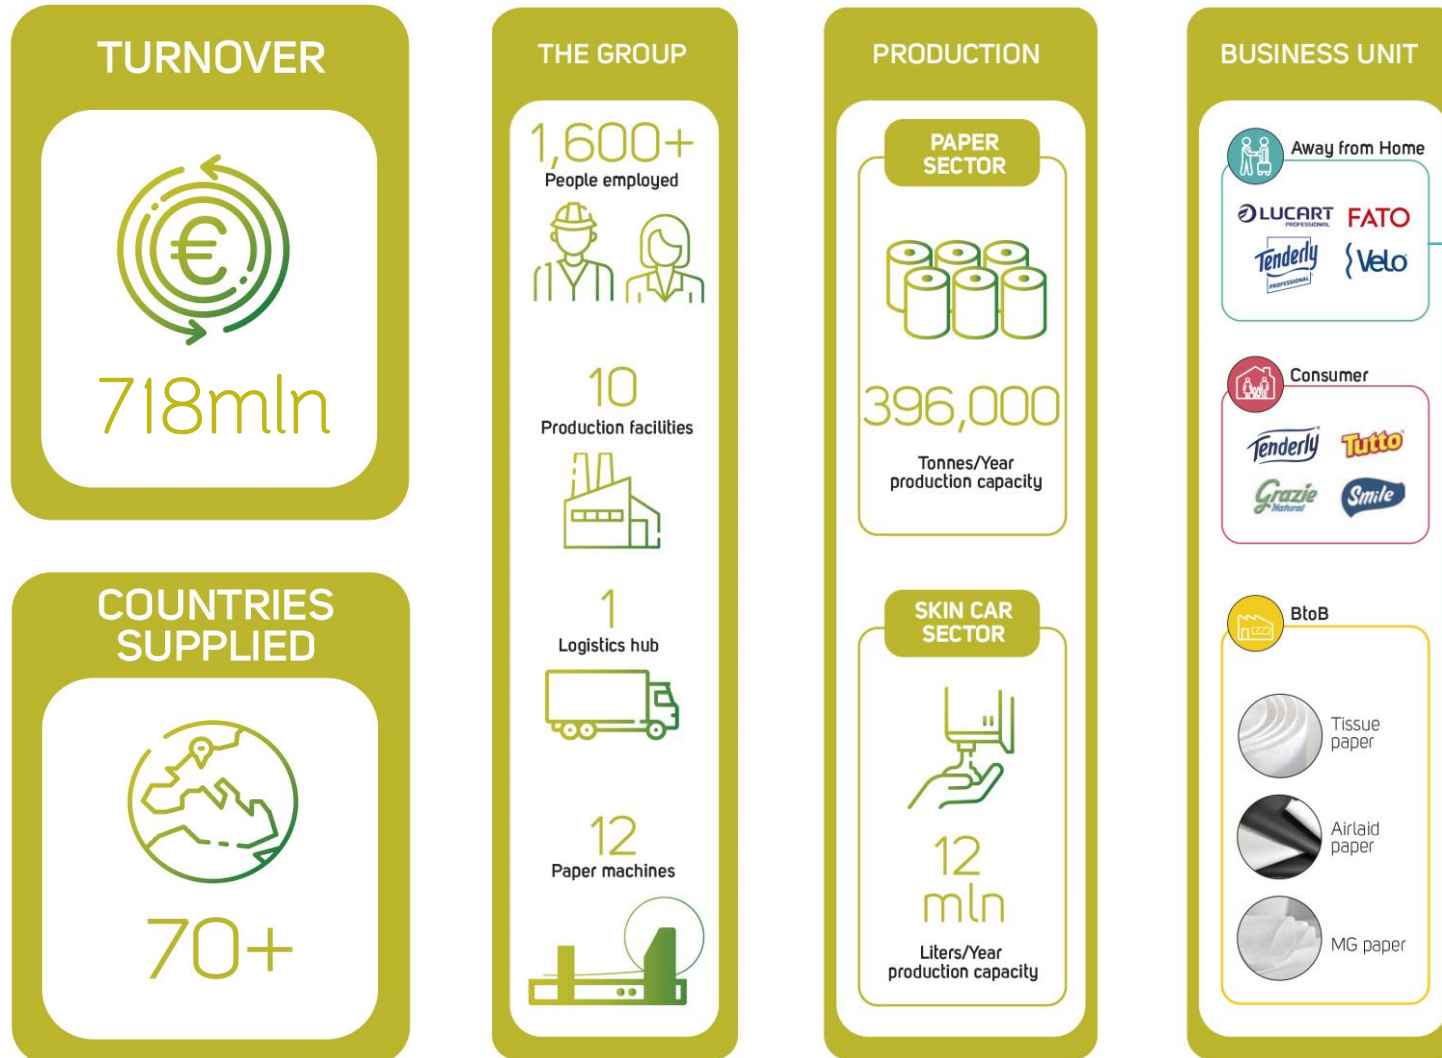 TURNOVER
€
718mln
COUNTRIES
SUPPLIED
70+
THE GROUP
1,600+
People employed
10
Production facilities
1
Logistics hub
12
Paper machines
PRODUCTION
PAPER
SECTOR
396,000
Tonnes/Year
production capacity
SKIN CAR
SECTOR
12
mln
Liters/Year
production capacity
BUSINESS UNIT
Away from Home
LUCART
PROFESSIONAL
FATO
Tenderly
PROFESSIONAL
Velo
Consumer
Tenderly
Tutto
Grazie
Natural
Smile
BtoB
Tissue
paper
Airlaid
paper
MG paper